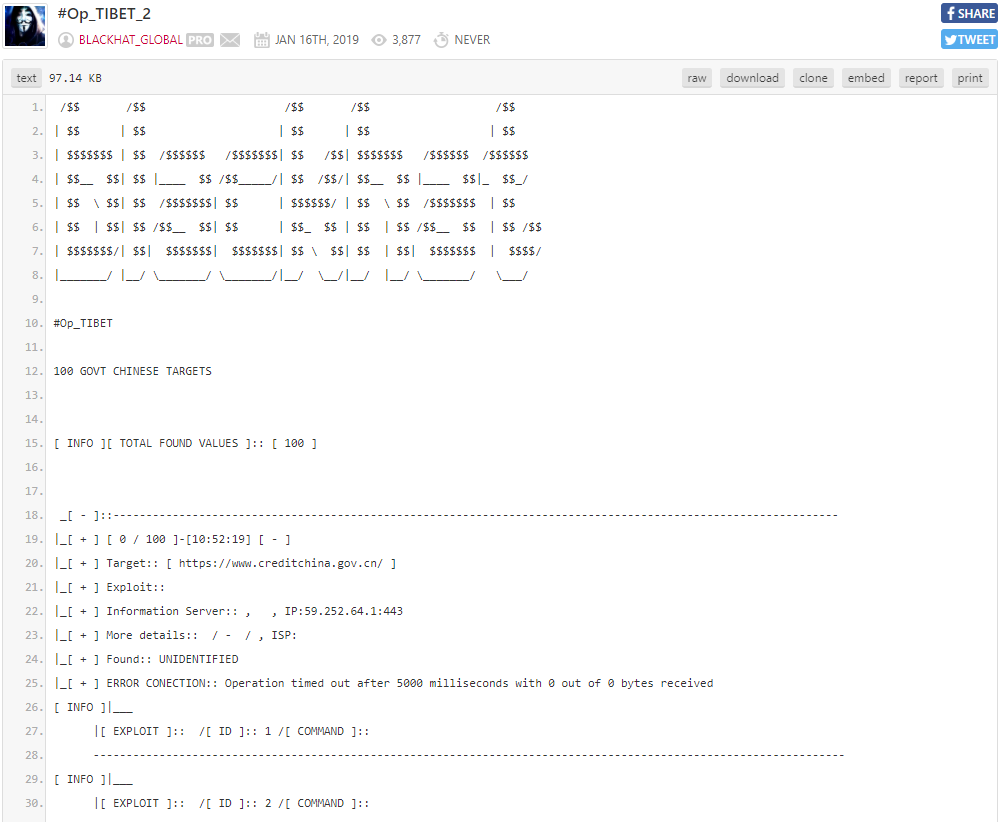 #Op_TIBET_2
SHARE
BLACKHAT_GLOBAL PRO JAN 16TH, 2019 3,877 NEVER
TWEET
text 97.14 KB raw download clone embed report print
1.  /$$       /$$                     /$$      /$$                   /$$
2. | $$      | $$                    | $$     | $$                  | $$
3. | $$$$$$$ | $$  /$$$$$$   /$$$$$$$| $$   /$$| $$$$$$$   /$$$$$$  /$$$$$$
4. | $$__  $$| $$ |____  $$ /$$_____/| $$  /$$/| $$__  $$ |____  $$|_  $$_/
5. | $$  \ $$| $$  /$$$$$$$| $$      | $$$$$$/ | $$  \ $$  /$$$$$$$  | $$
6. | $$  | $$| $$ /$$__  $$| $$      | $$_  $$ | $$  | $$ /$$__  $$  | $$ /$$
7. | $$$$$$$/| $$|  $$$$$$$|  $$$$$$$| $$ \  $$| $$  | $$|  $$$$$$$  |  $$$$/
8. |_______/ |__/ \_______/ \_______/|__/  \__/|__/  |__/ \_______/   \___/
9.
10. #Op_TIBET
11.
12. 100 GOVT CHINESE TARGETS
13.
14.
15. [ INFO ][ TOTAL FOUND VALUES ]:: [ 100 ]
16.
17.
18.  _[ - ]::--------------------------------------------------------------------------------------------------------------
19. |_[ + ] [ 0 / 100 ]-[10:52:19] [ - ]
20. |_[ + ] Target:: [ https://www.creditchina.gov.cn/ ]
21. |_[ + ] Exploit::
22. |_[ + ] Information Server:: ,   , IP:59.252.64.1:443
23. |_[ + ] More details::  / -  / , ISP:
24. |_[ + ] Found:: UNIDENTIFIED
25. |_[ + ] ERROR CONECTION:: Operation timed out after 5000 milliseconds with 0 out of 0 bytes received
26. [ INFO ]|___
27.       |[ EXPLOIT ]::  /[ ID ]:: 1 /[ COMMAND ]::
28.       ------------------------------------------------------------------------------------------------------------------
29. [ INFO ]|___
30.       |[ EXPLOIT ]::  /[ ID ]:: 2 /[ COMMAND ]::